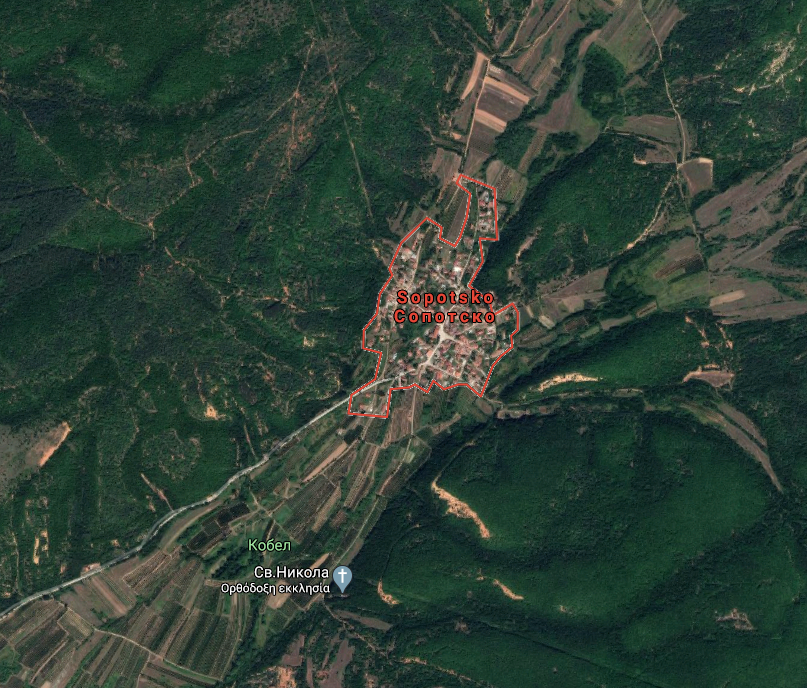 Sopotsko
Сопотско
Кобел
Св.Никола
Ορθόδοξη εκκλησία